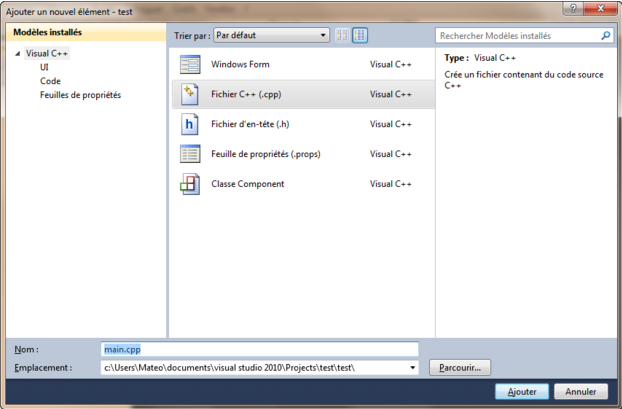 Ajouter un nouvel élément - test
Modèles installés
Trier par : Par défaut
Rechercher Modèles installés
Visual C++
UI
Code
Feuilles de propriétés
Windows Form Visual C++
Fichier C++ (.cpp) Visual C++
Fichier d'en-tête (.h) Visual C++
Feuille de propriétés (.props) Visual C++
Classe Component Visual C++
Type : Visual C++
Crée un fichier contenant du code source
C++
Nom : main.cpp
Emplacement : c:\Users\Mateo\documents\visual studio 2010\Projects\test\test\
Parcourir...
Ajouter Annuler